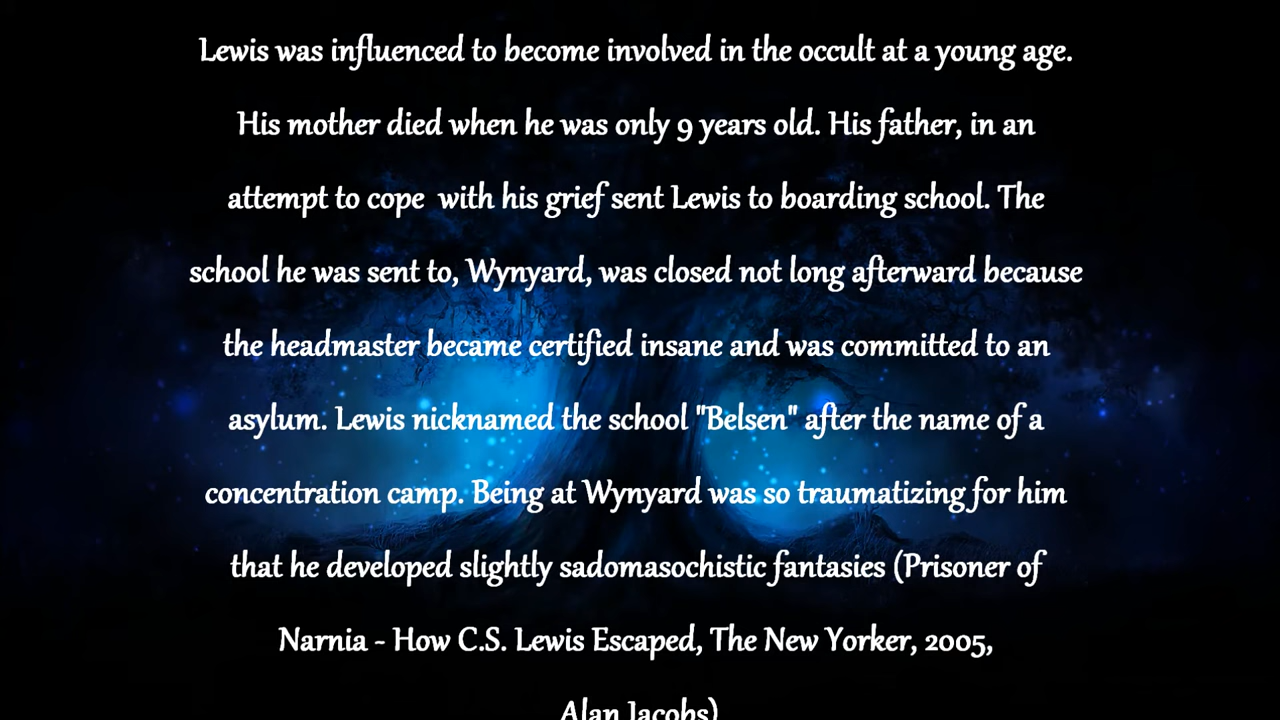 Lewis was influenced to become involved in the occult at a young age.
His mother died when he was only 9 years old. His father, in an
attempt to cope  with his grief sent Lewis to boarding school. The
school he was sent to, Wynyard, was closed not long afterward because
the headmaster became certified insane and was committed to an
asylum. Lewis nicknamed the school "Belsen" after the name of a
concentration camp. Being at Wynyard was so traumatizing for him
that he developed slightly sadomasochistic fantasies (Prisoner of
Narnia - How C.S. Lewis Escaped, The New Yorker, 2005,
Alan Jacobs)